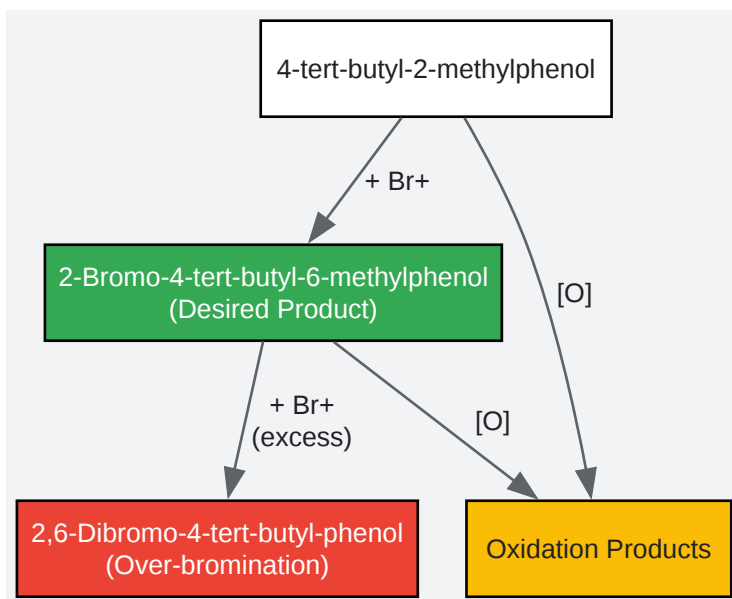 4-tert-butyl-2-methylphenol
+ Br+
2-Bromo-4-tert-butyl-6-methylphenol
(Desired Product)
[O]
+ Br+
(excess)
[O]
2,6-Dibromo-4-tert-butyl-phenol
(Over-bromination)
Oxidation Products